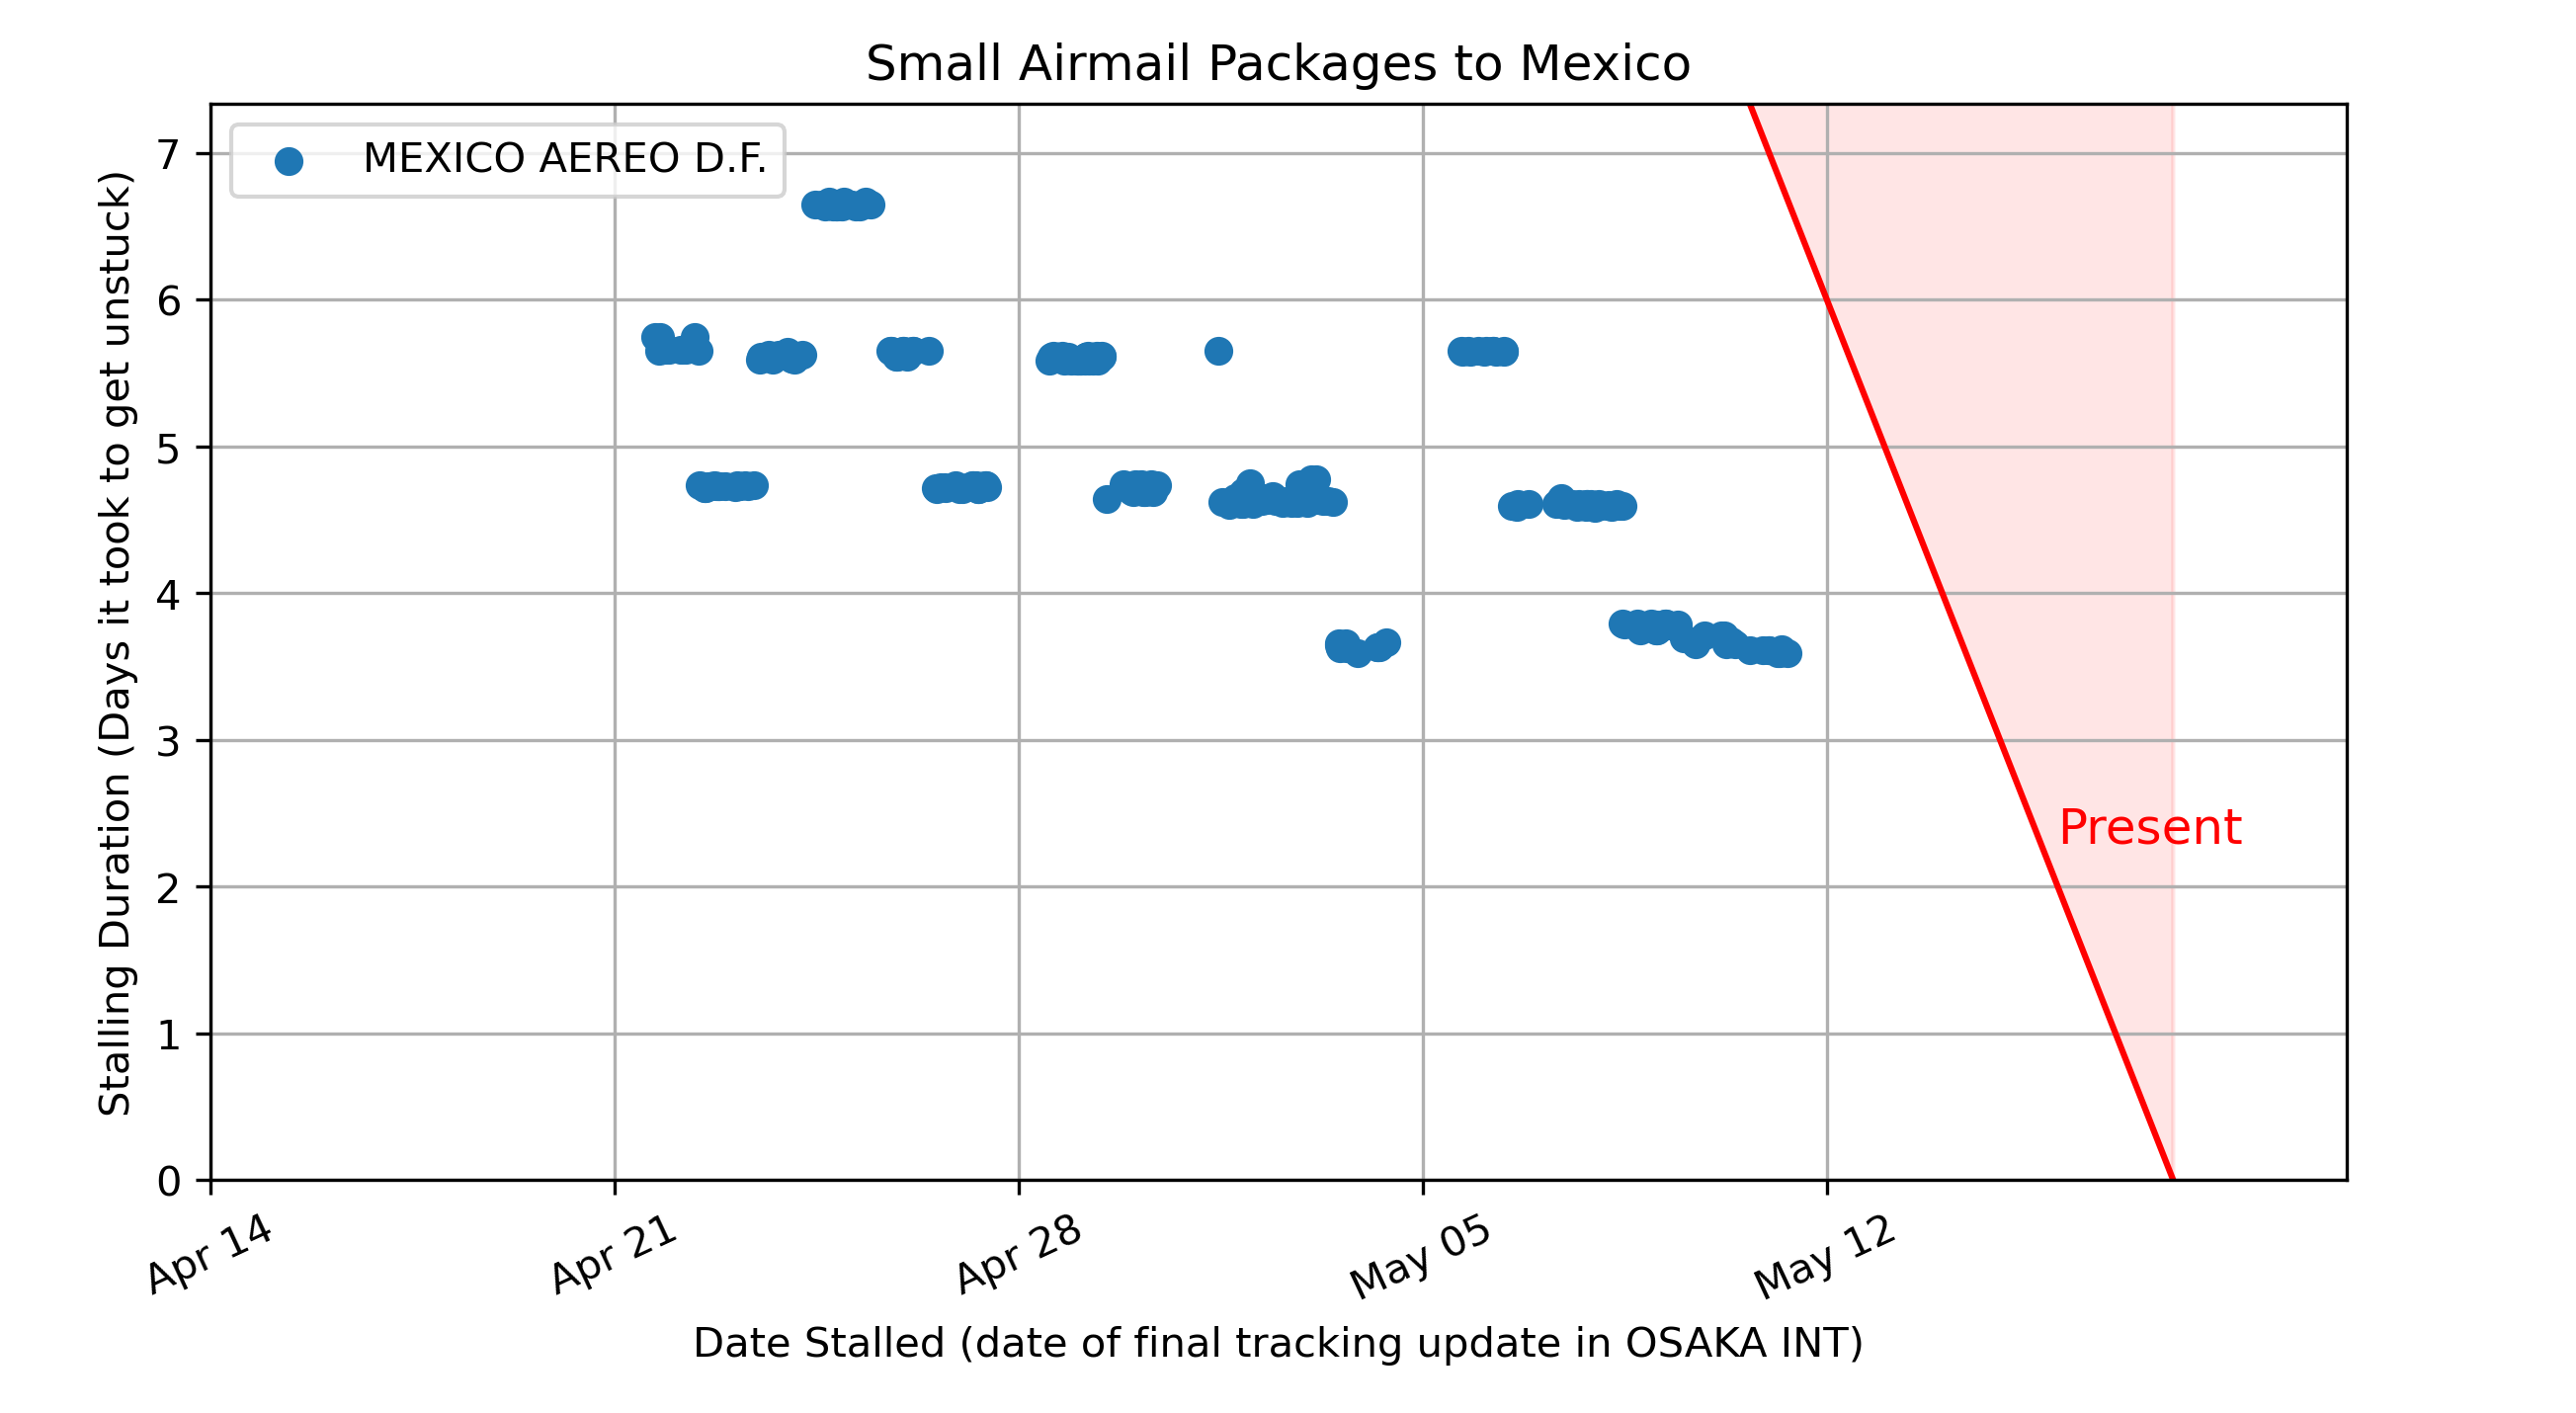 Small Airmail Packages to Mexico
MEXICO AEREO D.F.
Stalling Duration (Days it took to get unstuck)
7
6
5
4
3
2
1
0
Present
Apr 14
Apr 21
Apr 28
May 05
May 12
Date Stalled (date of final tracking update in OSAKA INT)